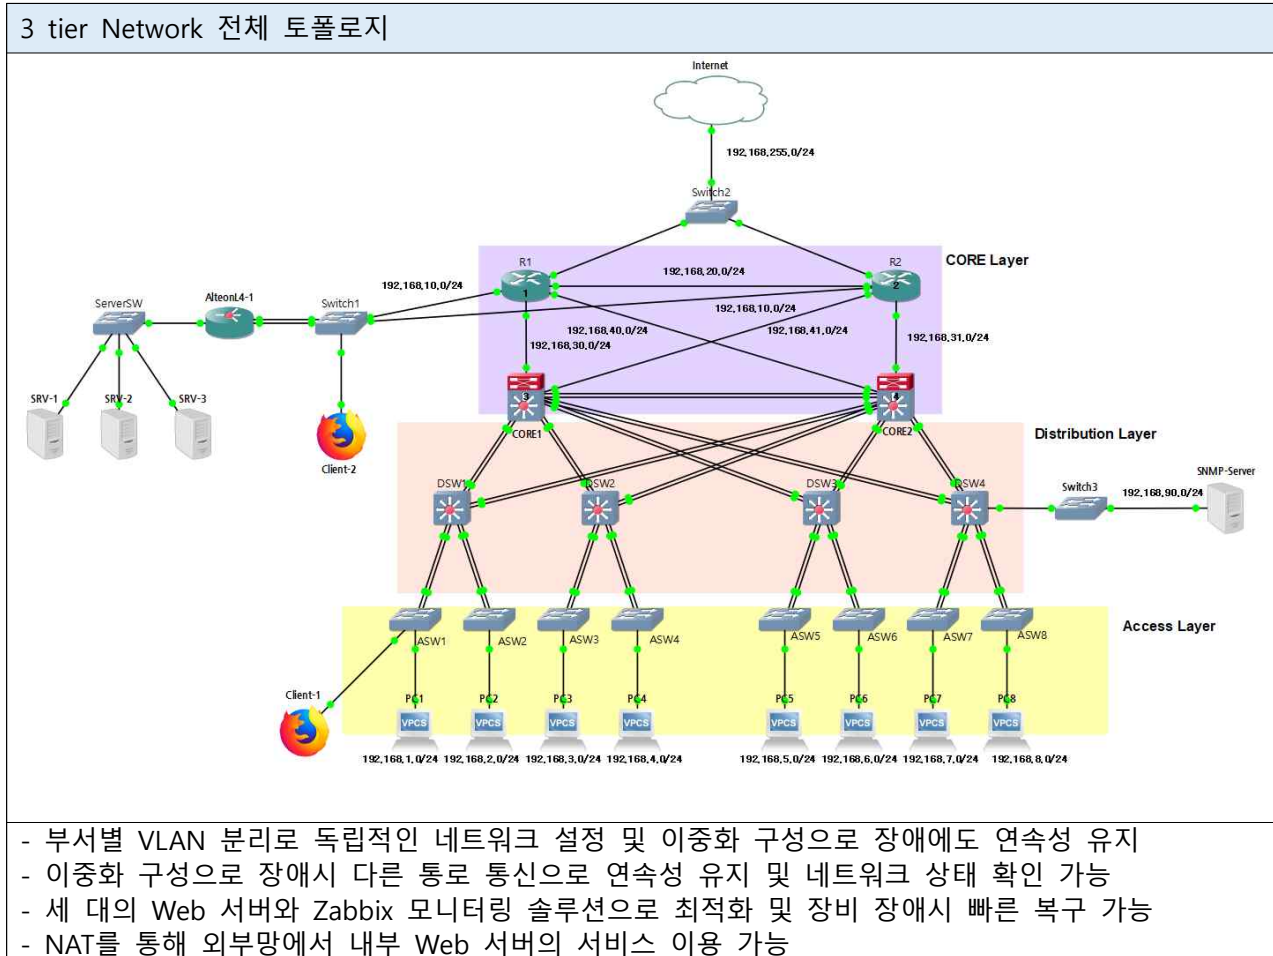 3 tier Network 전체 토폴로지
Internet
192.168.255.0/24
Switch2
CORE Layer
R1
192.168.20.0/24
R2
1
2
192.168.10.0/24
ServerSW
AlteonL4-1
Switch1
192.168.10.0/24
192.168.40.0/24
192.168.41.0/24
192.168.30.0/24
192.168.31.0/24
SRV-1
SRV-2
SRV-3
3
4
CORE1
CORE2
Client-2
Distribution Layer
DSW1
DSW2
DSW3
DSW4
Switch3
SNMP-Server
192.168.90.0/24
Access Layer
ASW1
ASW2
ASW3
ASW4
ASW5
ASW6
ASW7
ASW8
Client-1
PC1
PC2
PC3
PC4
PC5
PC6
PC7
PC8
VPCS
VPCS
VPCS
VPCS
VPCS
VPCS
VPCS
VPCS
192.168.1.0/24
192.168.2.0/24
192.168.3.0/24
192.168.4.0/24
192.168.5.0/24
192.168.6.0/24
192.168.7.0/24
192.168.8.0/24
- 부서별 VLAN 분리로 독립적인 네트워크 설정 및 이중화 구성으로 장애에도 연속성 유지
- 이중화 구성으로 장애시 다른 통로 통신으로 연속성 유지 및 네트워크 상태 확인 가능
- 세 대의 Web 서버와 Zabbix 모니터링 솔루션으로 최적화 및 장비 장애시 빠른 복구 가능
- NAT를 통해 외부망에서 내부 Web 서버의 서비스 이용 가능